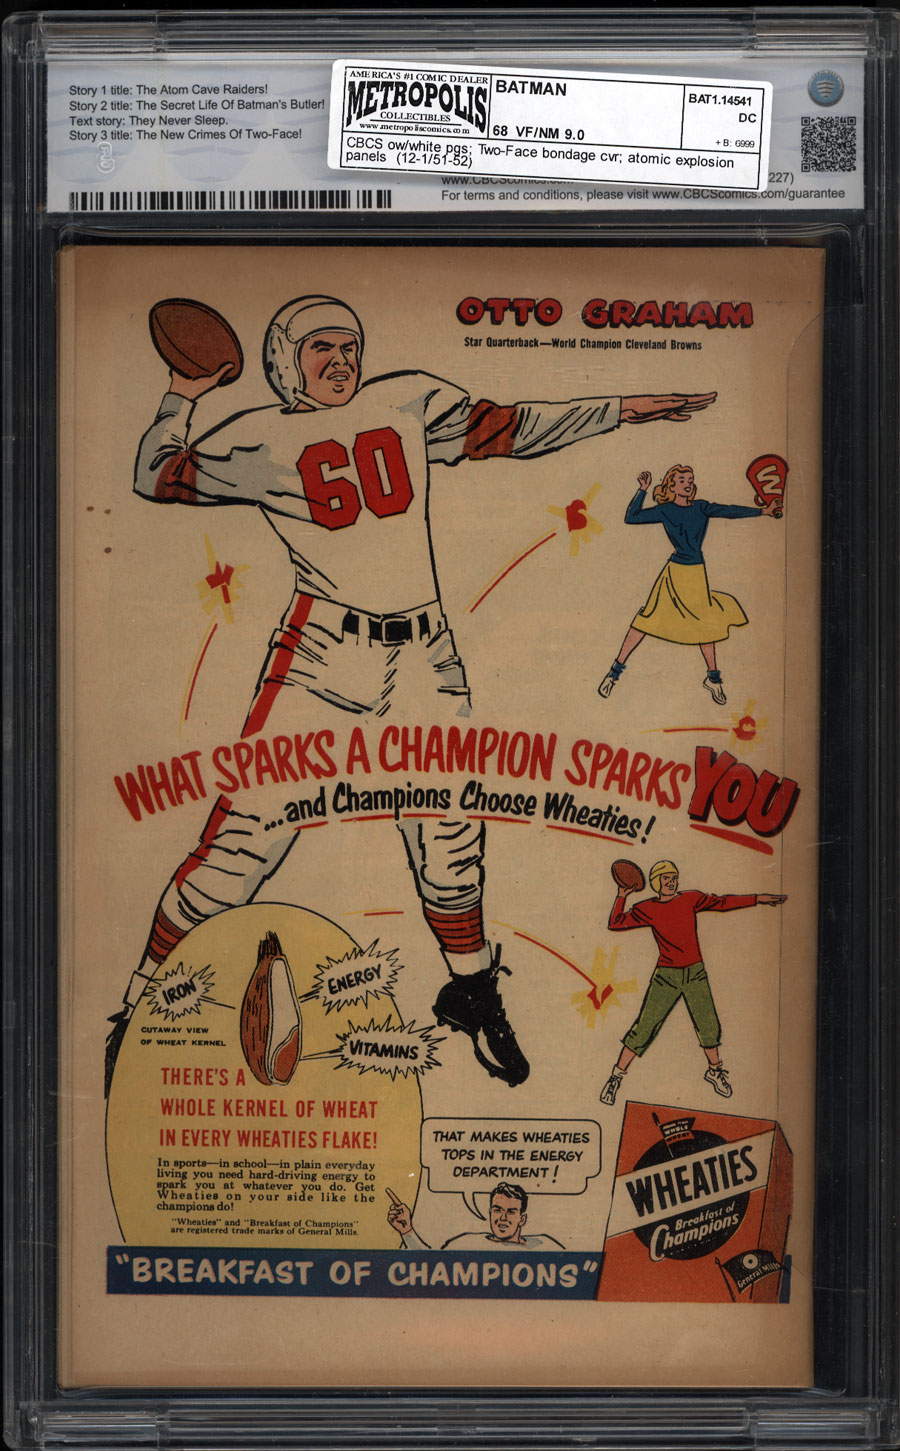 Story 1 title: The Atom Cave Raiders!
Story 2 title: The Secret Life Of Batman's Butler!
Text story: They Never Sleep.
Story 3 title: The New Crimes Of Two-Face!
AMERICA'S #1 COMIC DEALER
METROPOLIS
COLLECTIBLES
www.metropoliscomics.com
BATMAN
68 VF/NM 9.0
BAT1.14541
DC
+ B: 6999
CBCS ow/white pgs; Two-Face bondage cvr; atomic explosion
panels (12-1/51-52)
www.CBCScomics.com
227)
For terms and conditions, please visit www.CBCScomics.com/guarantee
OTTO GRAHAM
Star Quarterback—World Champion Cleveland Browns
60
W
WHAT SPARKS A CHAMPION SPARKS YOU
...and Champions Choose Wheaties!
IRON
ENERGY
VITAMINS
CUTAWAY VIEW
OF WHEAT KERNEL
THERE'S A
WHOLE KERNEL OF WHEAT
IN EVERY WHEATIES FLAKE!
In sports—in school—in plain everyday
living you need hard-driving energy to
spark you at whatever you do. Get
Wheaties on your side like the
champions do!
"Wheaties" and "Breakfast of Champions"
are registered trade marks of General Mills.
THAT MAKES WHEATIES
TOPS IN THE ENERGY
DEPARTMENT!
MADE FROM
WHOLE
WHEAT
WHEATIES
Breakfast of
Champions
General Mills
"BREAKFAST OF CHAMPIONS"